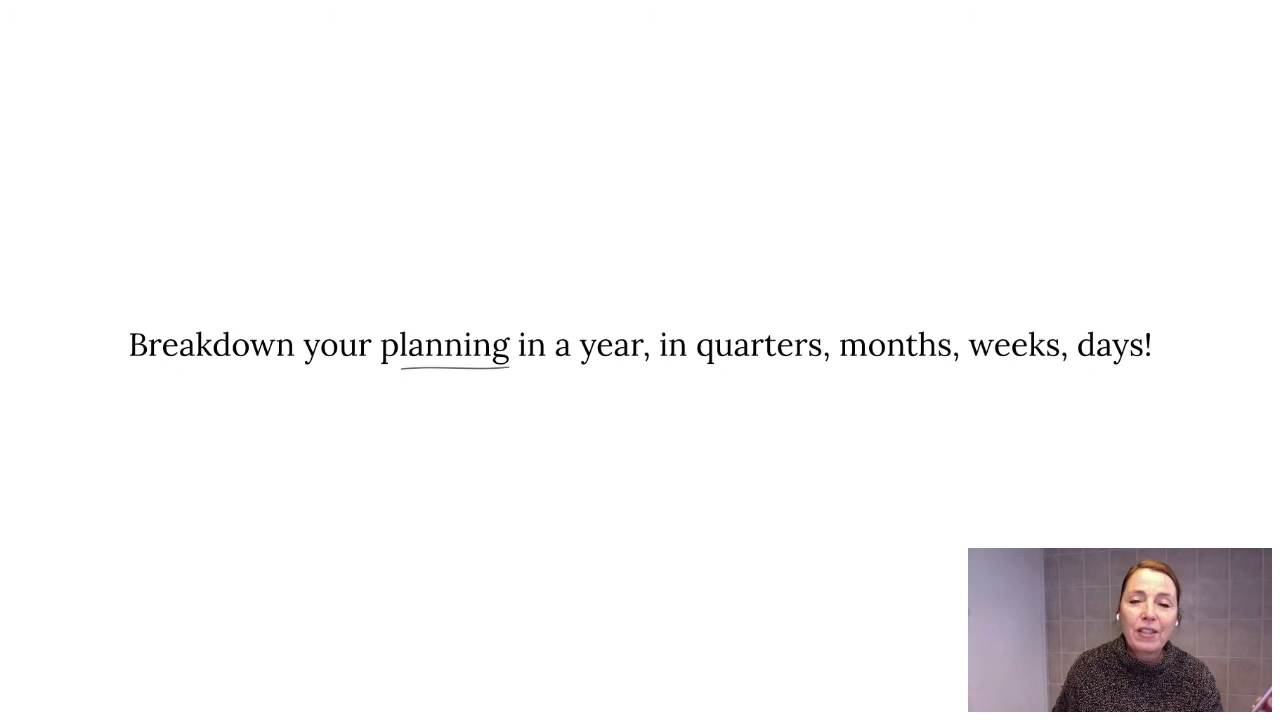 Breakdown your planning in a year, in quarters, months, weeks, days!